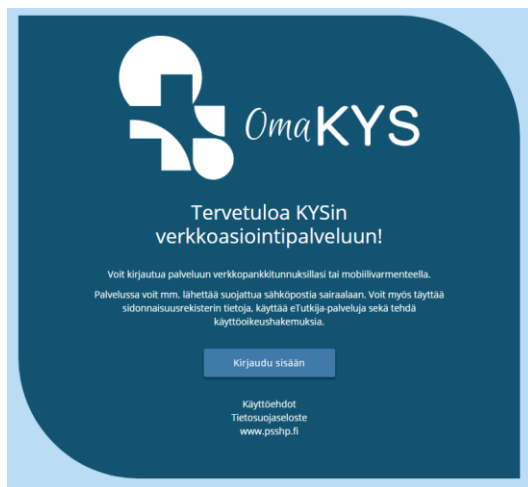 OmaKYS
Tervetuloa KYSin
verkkoasiointipalveluun!
Voit kirjautua palveluun verkkopankkitunnuksillasi tai mobiilivarmenteella.
Palvelussa voit mm. lähettää suojattua sähköpostia sairaalaan. Voit myös täyttää
sidonnaisuusrekisterin tietoja, käyttää eTutkija-palveluja sekä tehdä
käyttöoikeushakemuksia.
Kirjaudu sisään
Käyttöehdot
Tietosuojaseloste
www.psshp.fi